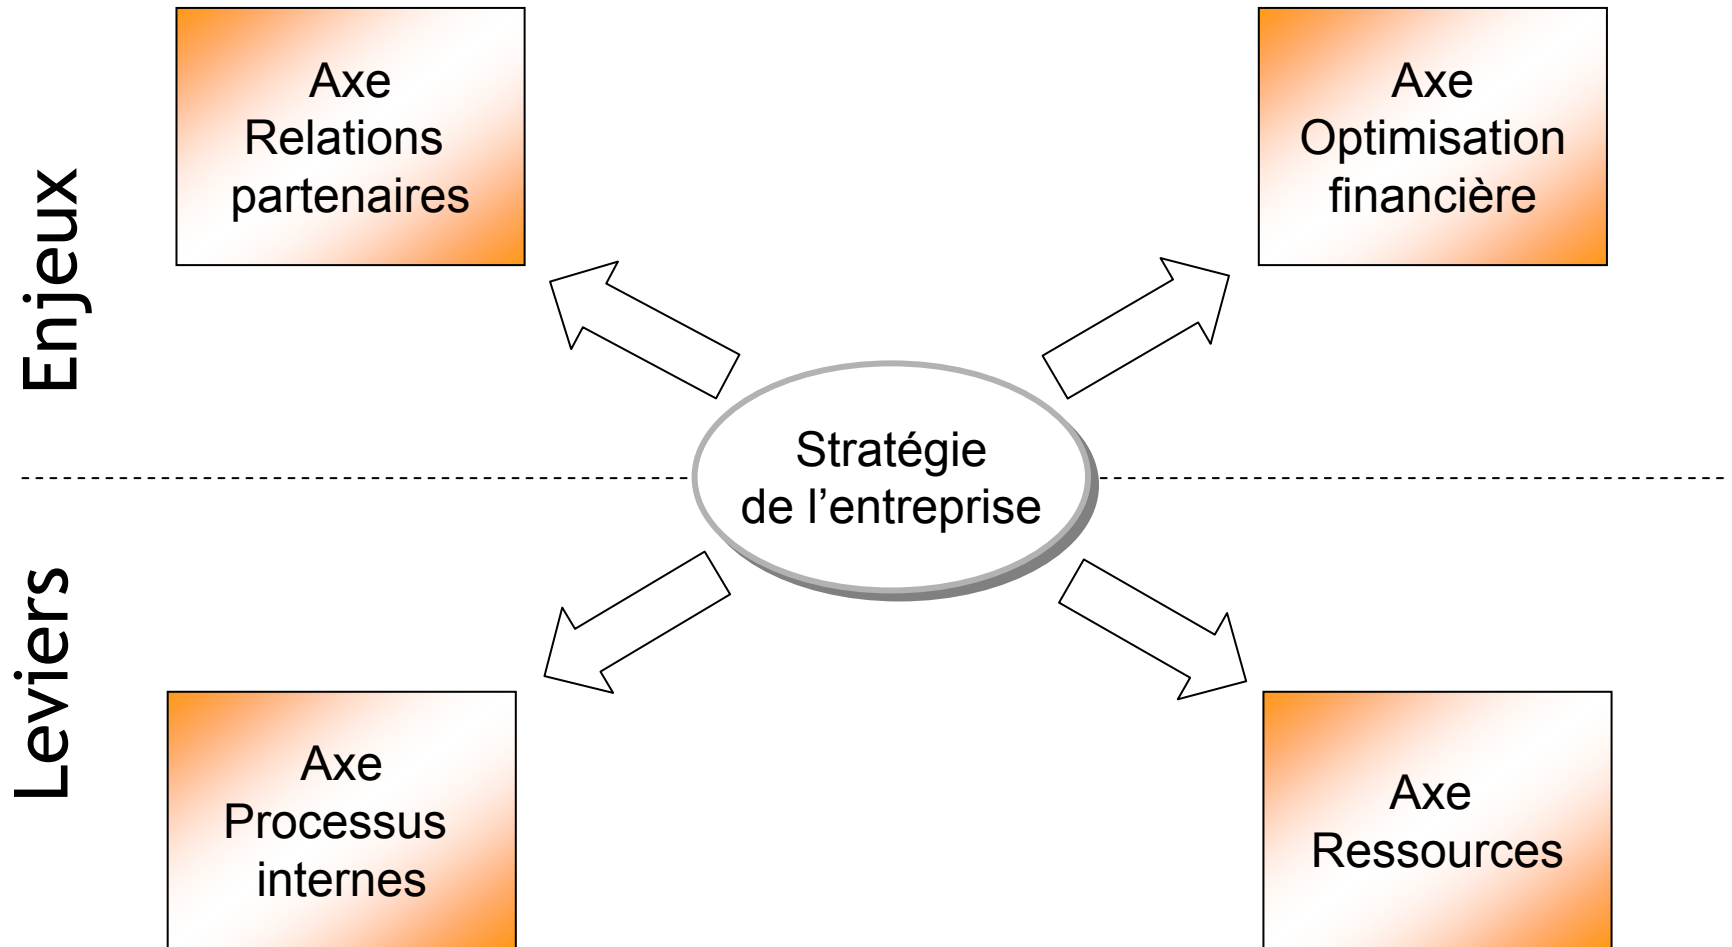 Enjeux
Axe
Relations
partenaires
Axe
Optimisation
financière
Stratégie
de l’entreprise
Leviers
Axe
Processus
internes
Axe
Ressources